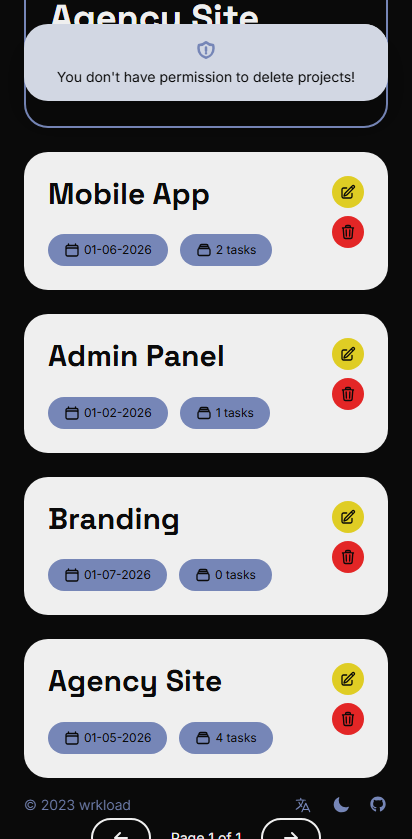 Agency Site
You don't have permission to delete projects!
Mobile App
01-06-2026
2 tasks
Admin Panel
01-02-2026
1 tasks
Branding
01-07-2026
0 tasks
Agency Site
01-05-2026
4 tasks
© 2023 wrkload
Page 1 of 1